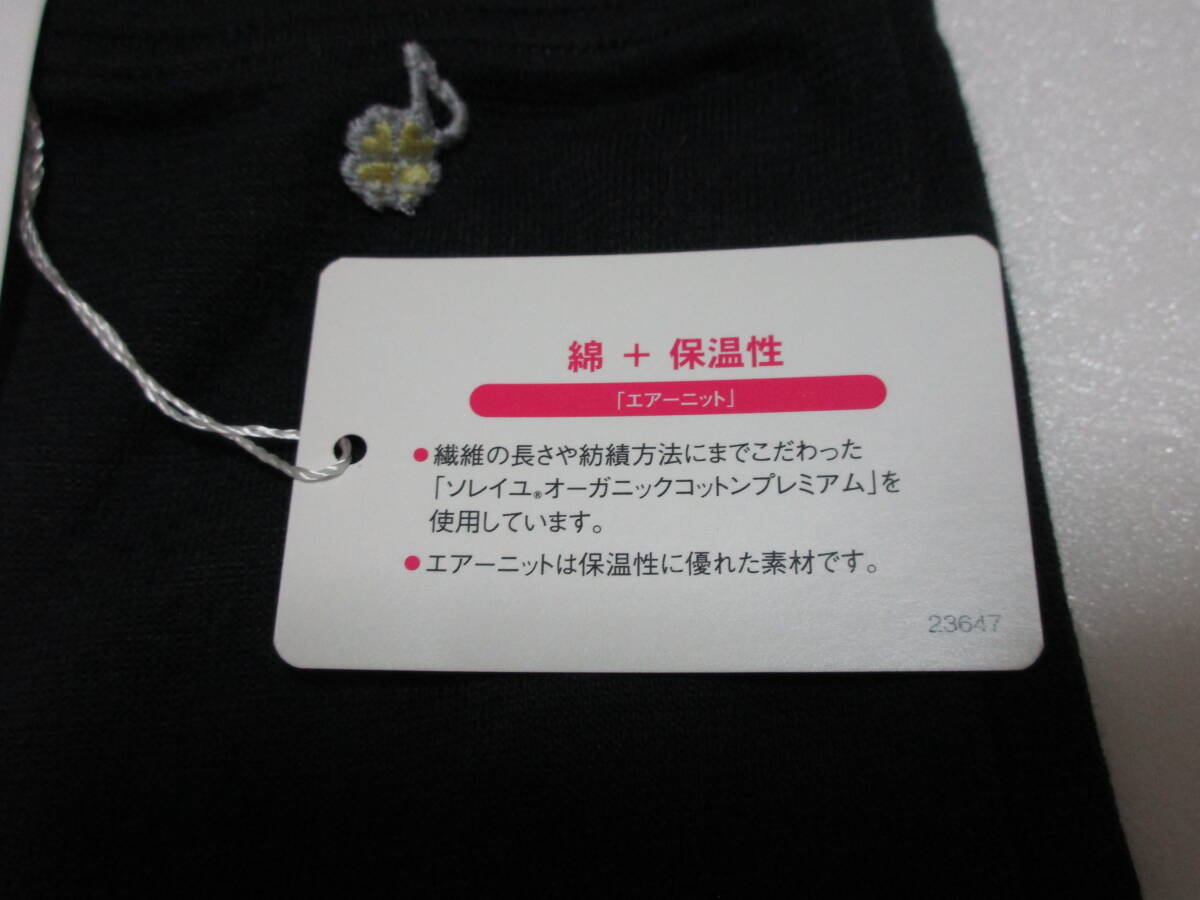 綿 + 保温性
「エアーニット」
●繊維の長さや紡績方法にまでこだわった
「ソレイユ®オーガニックコットンプレミアム」を
使用しています。
●エアーニットは保温性に優れた素材です。
23647